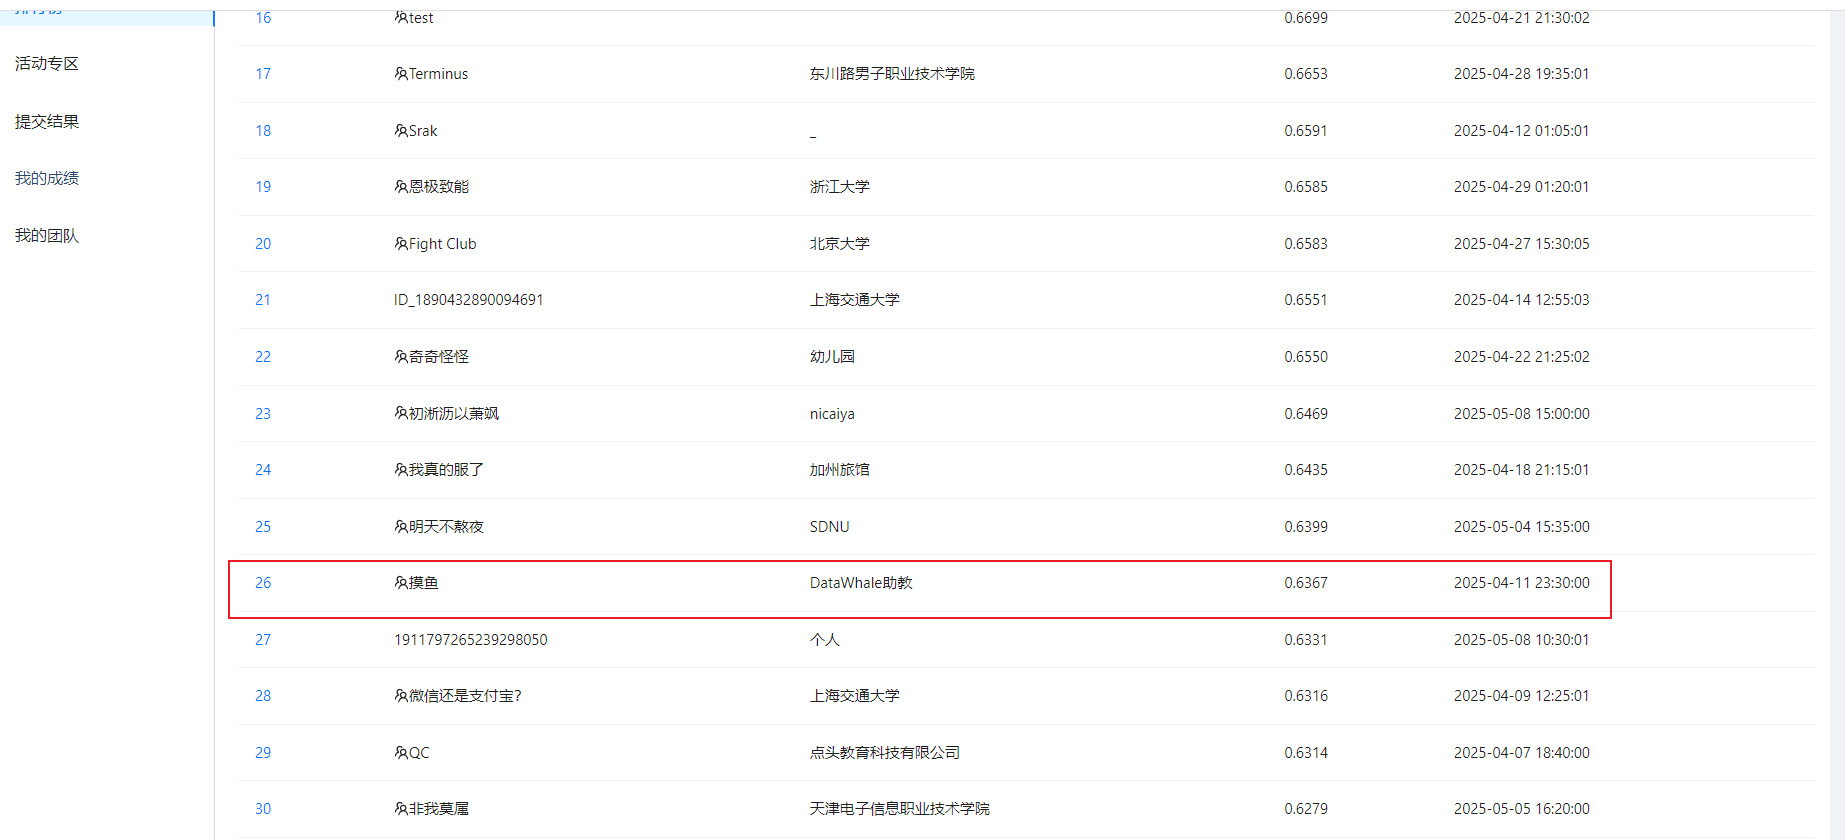 16 test 0.6699 2025-04-21 21:30:02
活动专区
17 Terminus 东川路男子职业技术学院 0.6653 2025-04-28 19:35:01
提交结果
18 Srak _ 0.6591 2025-04-12 01:05:01
我的成绩
19 恩极致能 浙江大学 0.6585 2025-04-29 01:20:01
我的团队
20 Fight Club 北京大学 0.6583 2025-04-27 15:30:05
21 ID_1890432890094691 上海交通大学 0.6551 2025-04-14 12:55:03
22 奇奇怪怪 幼儿园 0.6550 2025-04-22 21:25:02
23 初淅沥以萧飒 nicaiya 0.6469 2025-05-08 15:00:00
24 我真的服了 加州旅馆 0.6435 2025-04-18 21:15:01
25 明天不熬夜 SDNU 0.6399 2025-05-04 15:35:00
26 摸鱼 DataWhale助教 0.6367 2025-04-11 23:30:00
27 1911797265239298050 个人 0.6331 2025-05-08 10:30:01
28 微信还是支付宝? 上海交通大学 0.6316 2025-04-09 12:25:01
29 QC 点头教育科技有限公司 0.6314 2025-04-07 18:40:00
30 非我莫属 天津电子信息职业技术学院 0.6279 2025-05-05 16:20:00